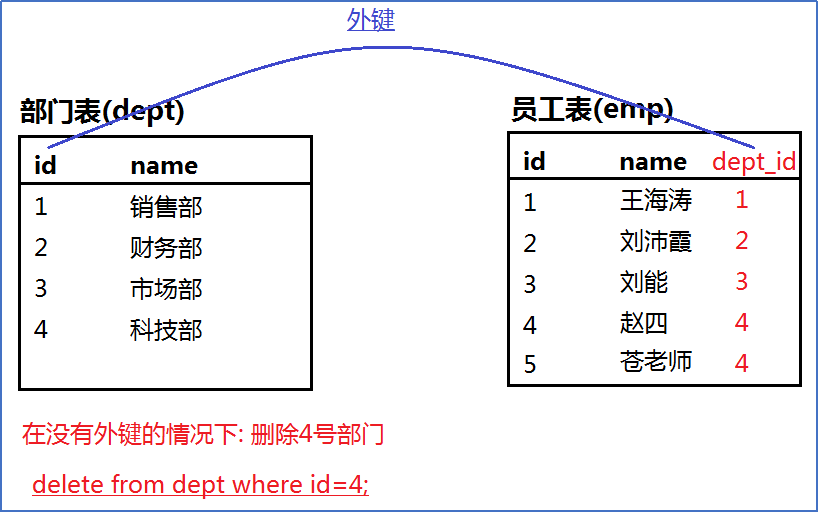 外键
部门表(dept)
id name
1 销售部
2 财务部
3 市场部
4 科技部
员工表(emp)
id name dept_id
1 王海涛 1
2 刘沛霞 2
3 刘能 3
4 赵四 4
5 苍老师 4
在没有外键的情况下: 删除4号部门
delete from dept where id=4;